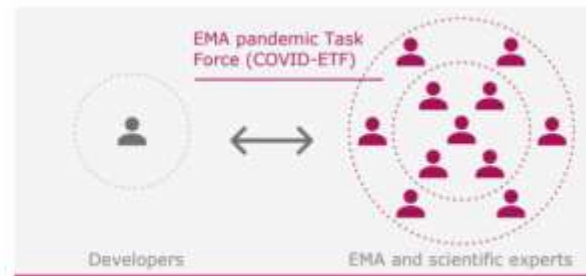 EMA pandemic Task
Force (COVID-ETF)
Developers
EMA and scientific experts